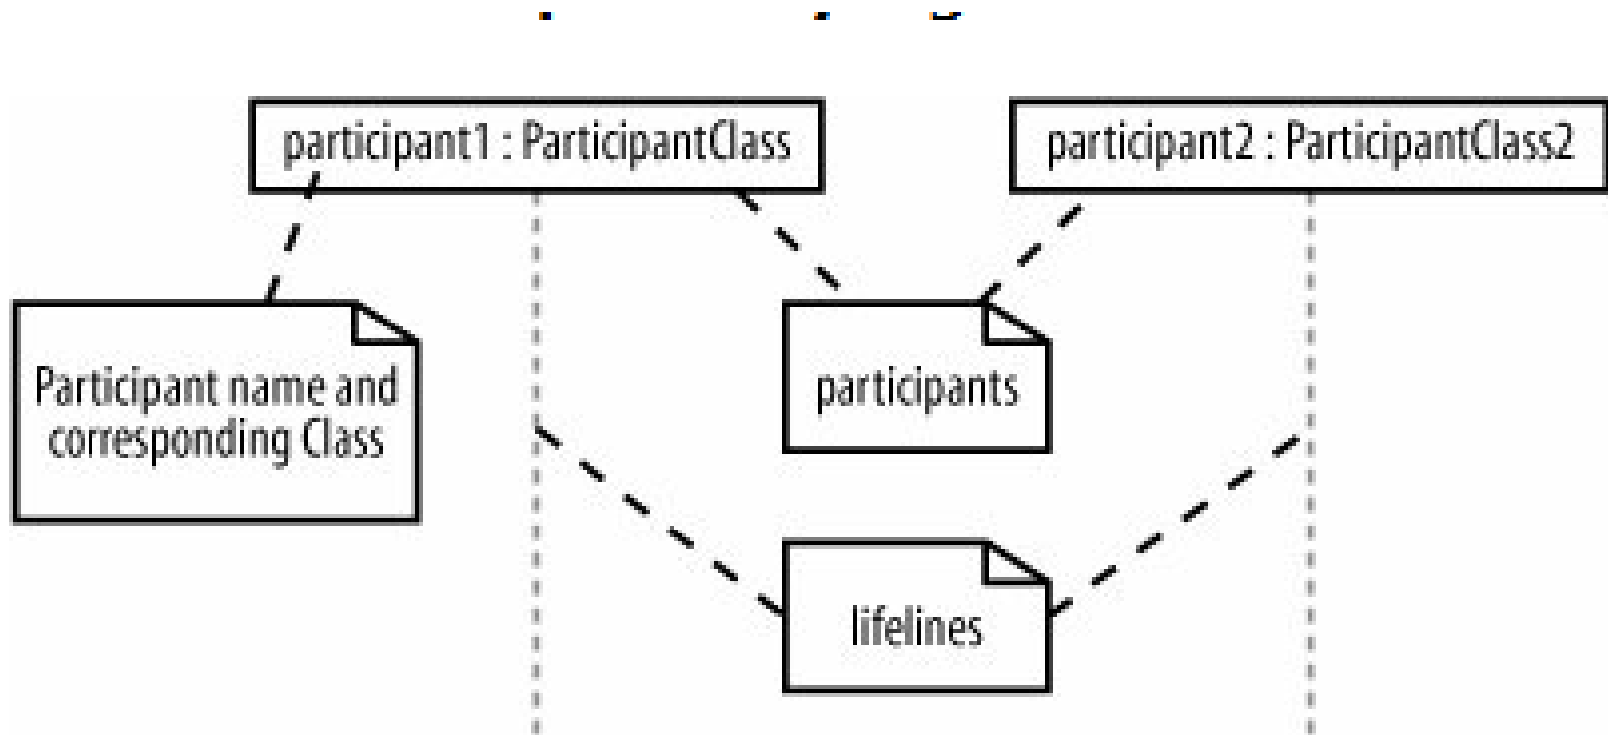 participant1 : ParticipantClass
participant2 : ParticipantClass2
Participant name and
corresponding Class
participants
lifelines